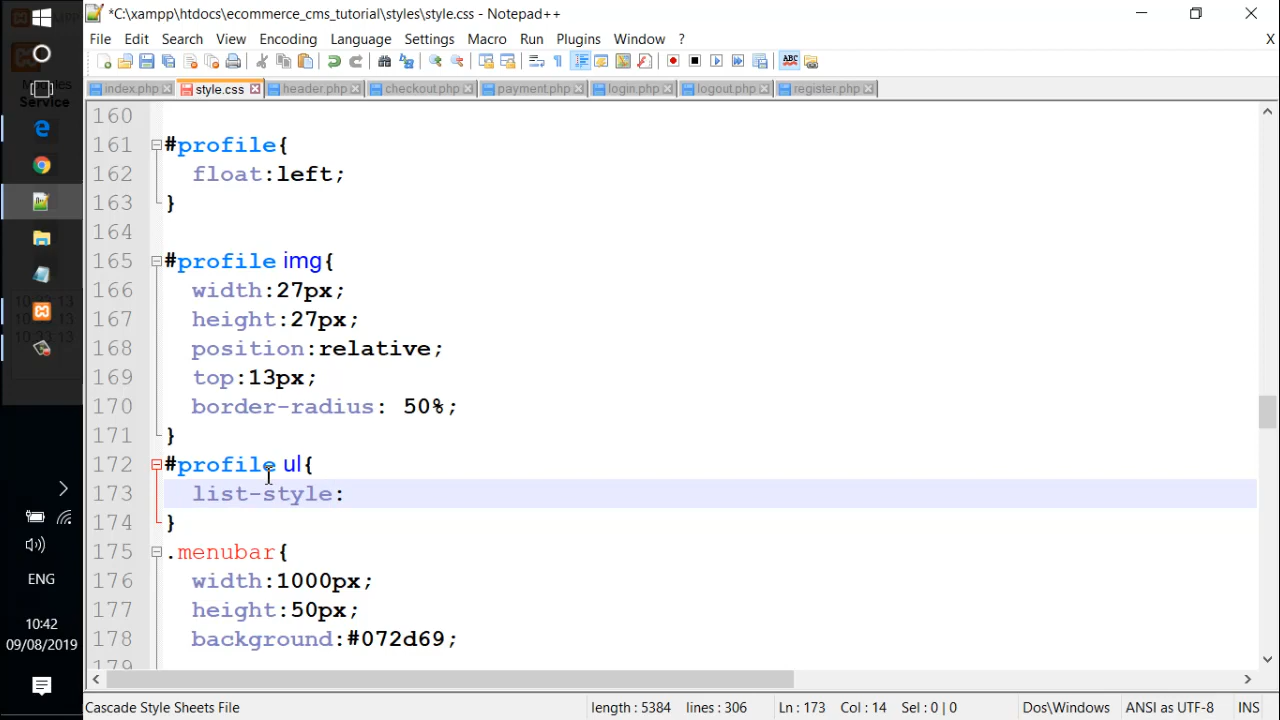 *C:\xampp\htdocs\ecommerce_cms_tutorial\styles\style.css - Notepad++
File Edit Search View Encoding Language Settings Macro Run Plugins Window ? X
index.php style.css header.php checkout.php payment.php login.php logout.php register.php
160
161 #profile{
162 float:left;
163 }
164
165 #profile img{
166 width:27px;
167 height:27px;
168 position:relative;
169 top:13px;
170 border-radius: 50%;
171 }
172 #profile ul{
173 list-style:
174 }
175 .menubar{
176 width:1000px;
177 height:50px;
178 background:#072d69;
179
Service
ENG
10:42
09/08/2019
Cascade Style Sheets File length : 5384 lines : 306 Ln : 173 Col : 14 Sel : 0 | 0 Dos\Windows ANSI as UTF-8 INS